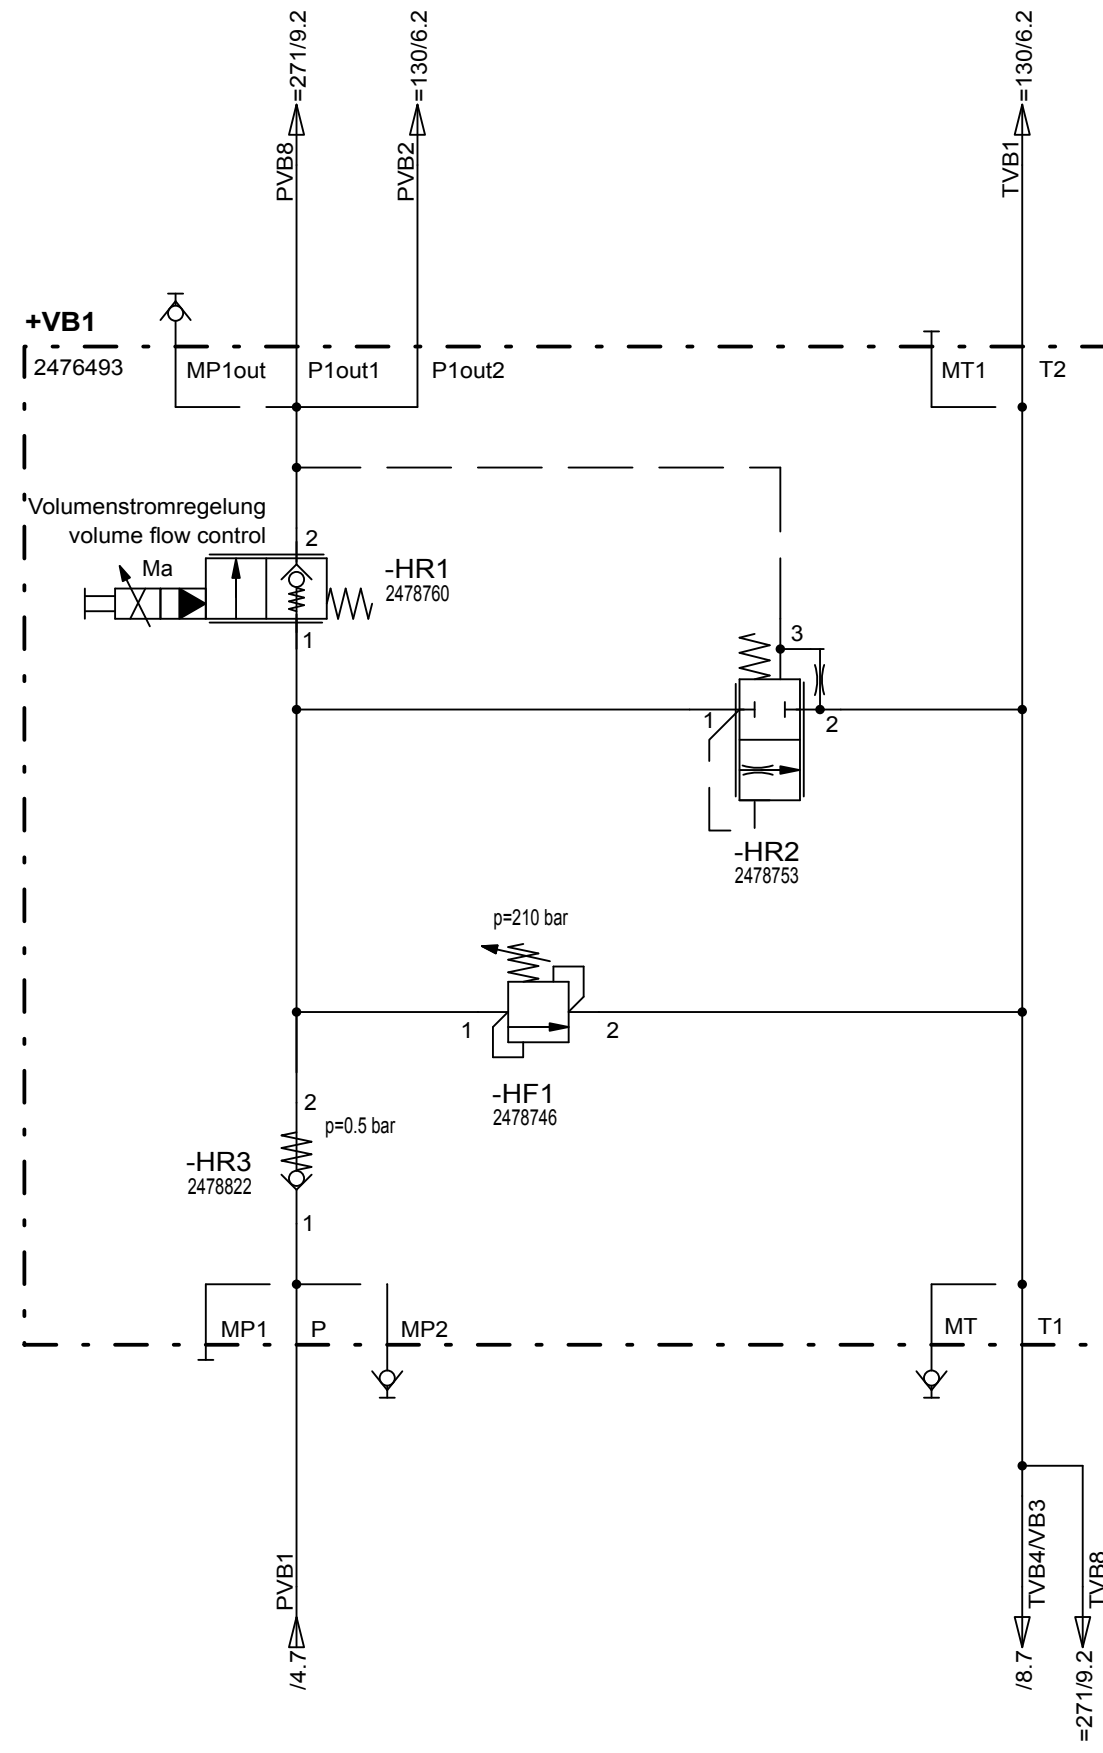 =271/9.2
=130/6.2
=130/6.2
PVB8
PVB2
TVB1
+VB1
2476493
MP1out
P1out1
P1out2
MT1
T2
Volumenstromregelung
volume flow control
2
Ma
-HR1
2478760
1
3
1
2
-HR2
2478753
p=210 bar
1
2
-HF1
2478746
2
p=0.5 bar
-HR3
2478822
1
MP1
P
MP2
MT
T1
PVB1
TVB4/VB3
TVB8
/4.7
/8.7
=271/9.2